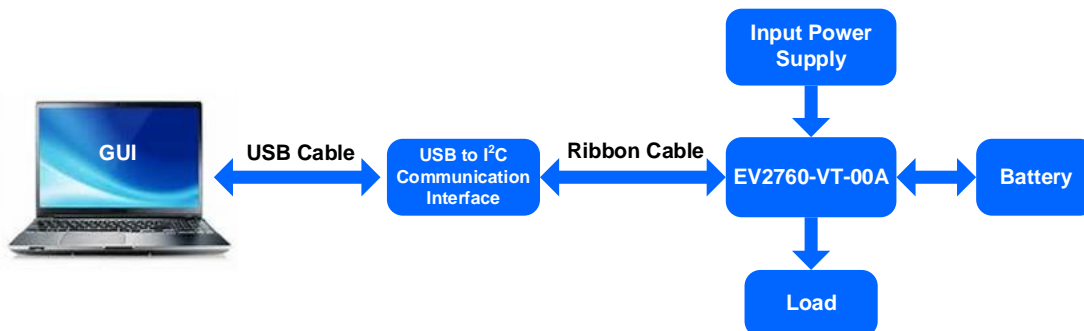 Input Power
Supply
GUI
USB Cable
USB to I²C
Communication
Interface
Ribbon Cable
EV2760-VT-00A
Battery
Load